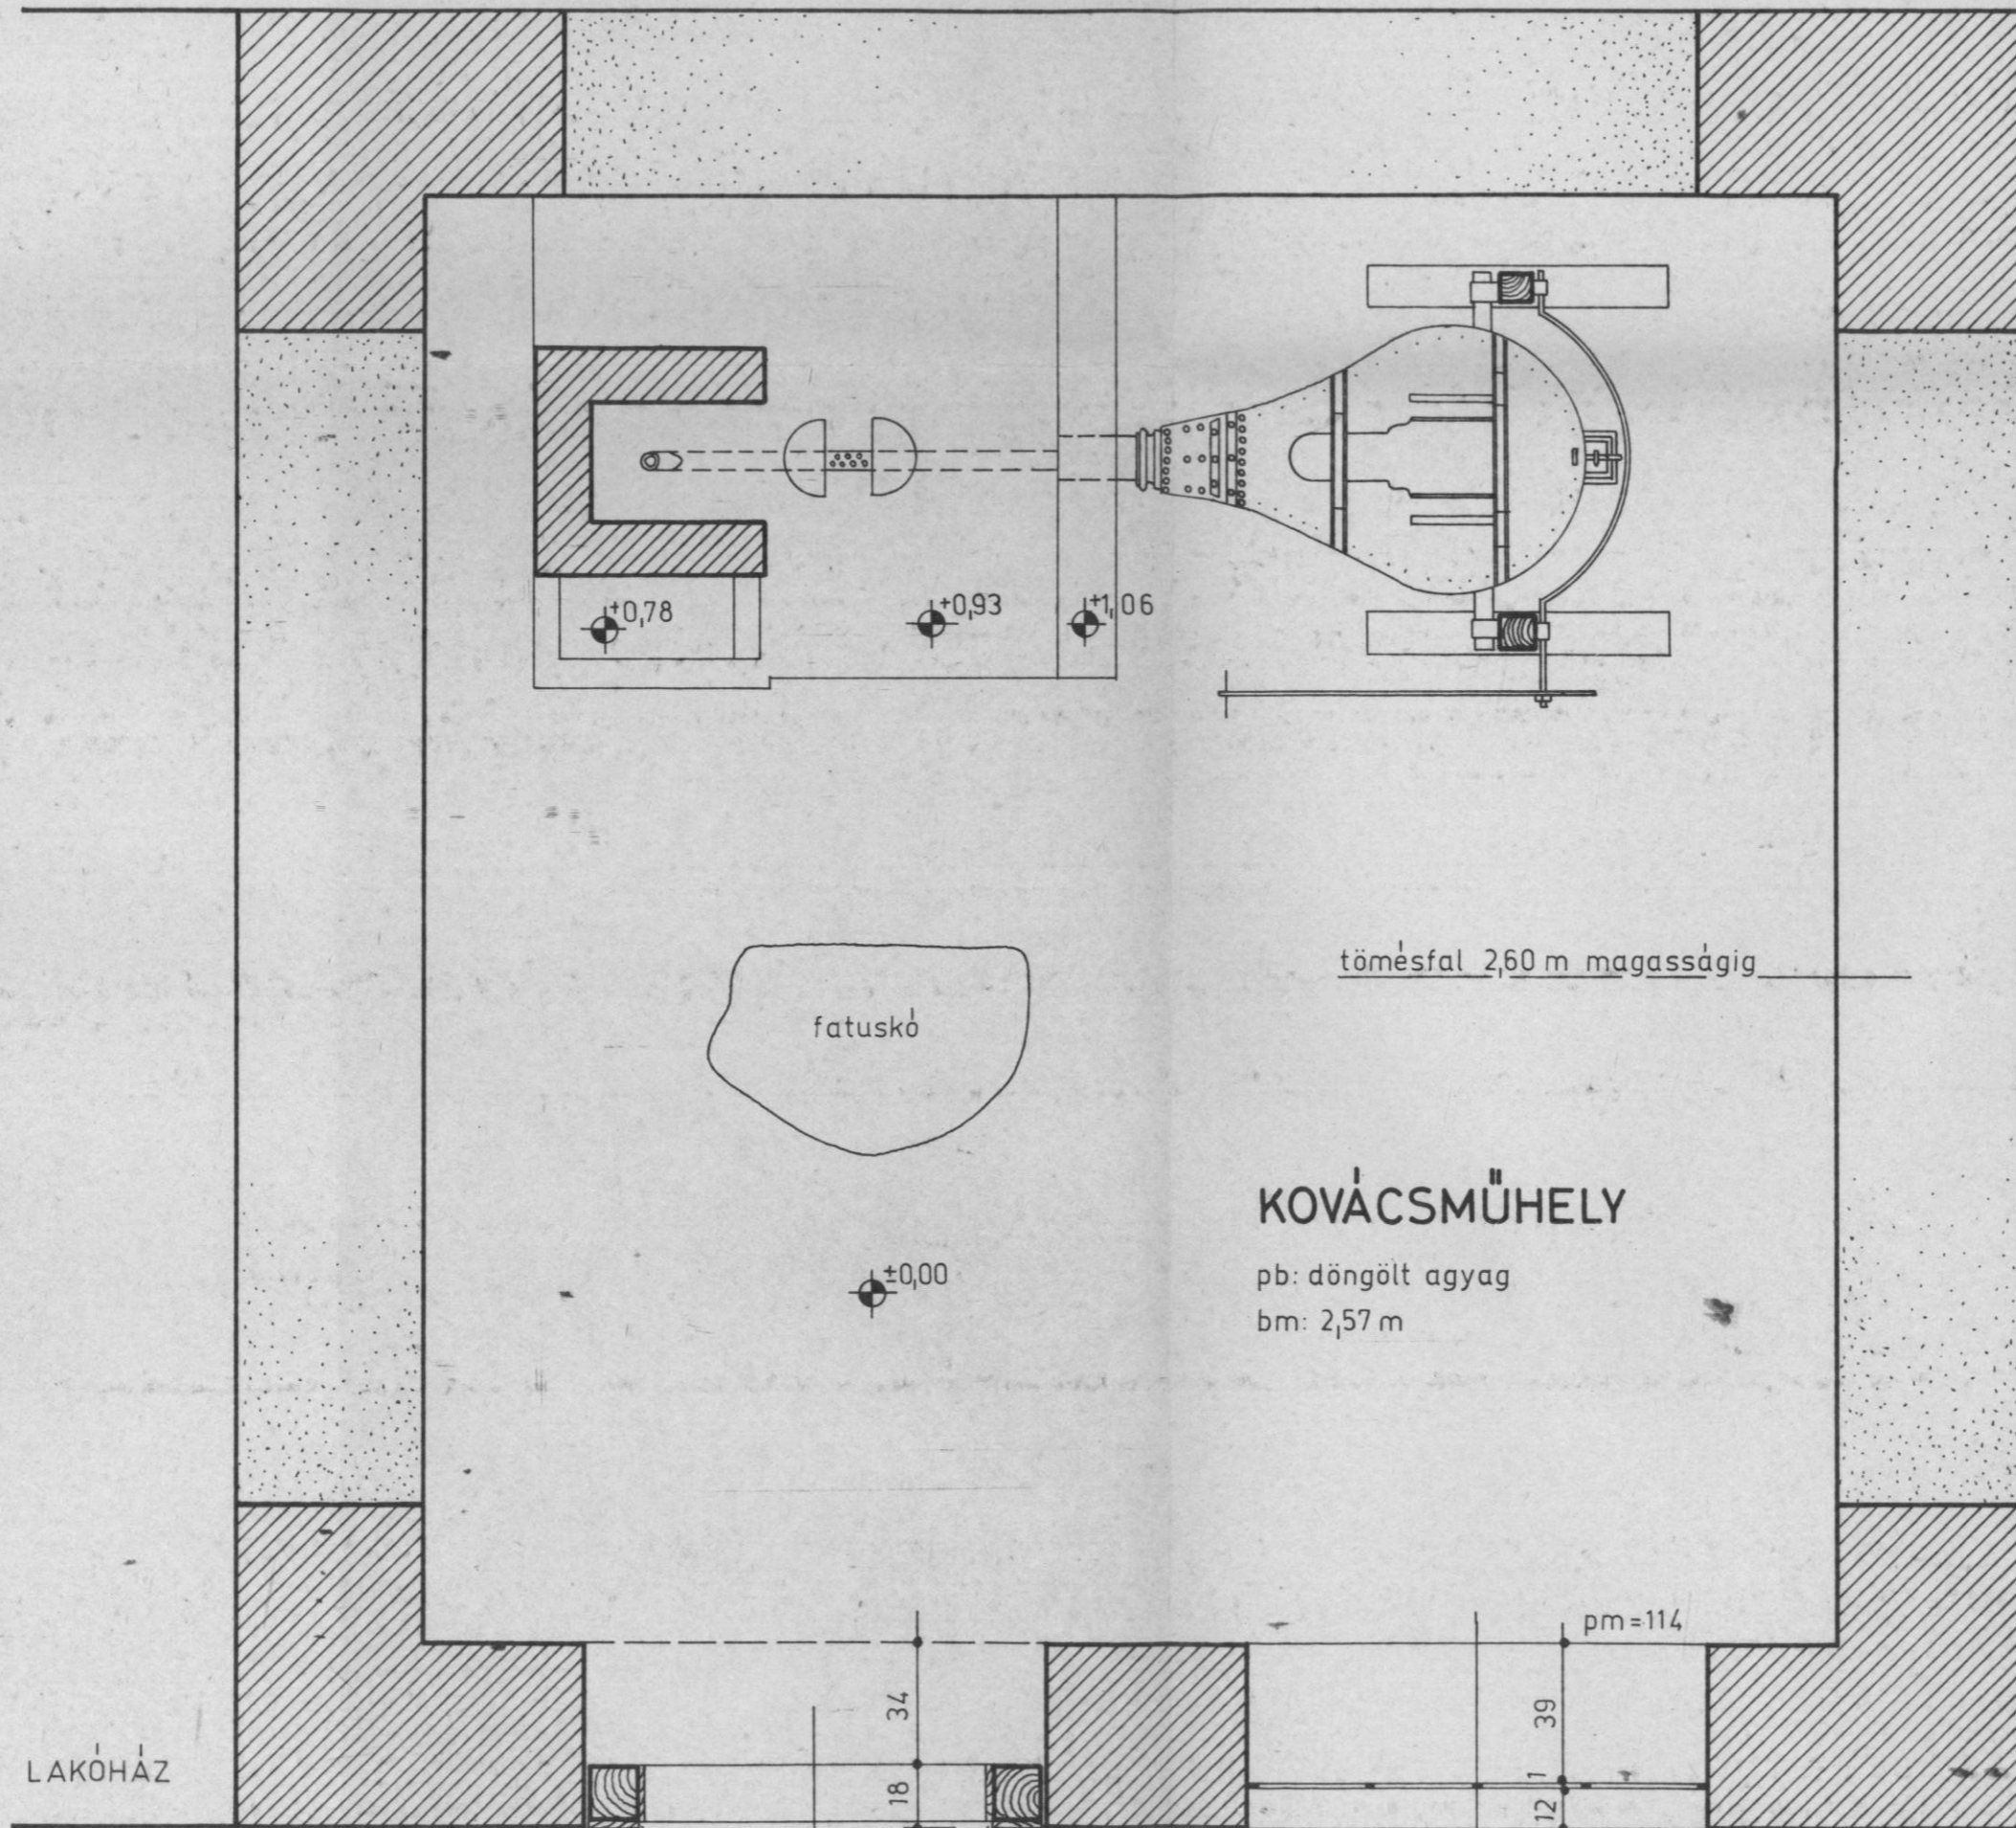 +0,78
+0,93
+1,06
tömésfal 2,60 m magasságig
fatuskó
KOVÁCSMŰHELY
pb: döngölt agyag
bm: 2,57 m
±0,00
pm=114
34
39
LAKÓHÁZ
18
1
12